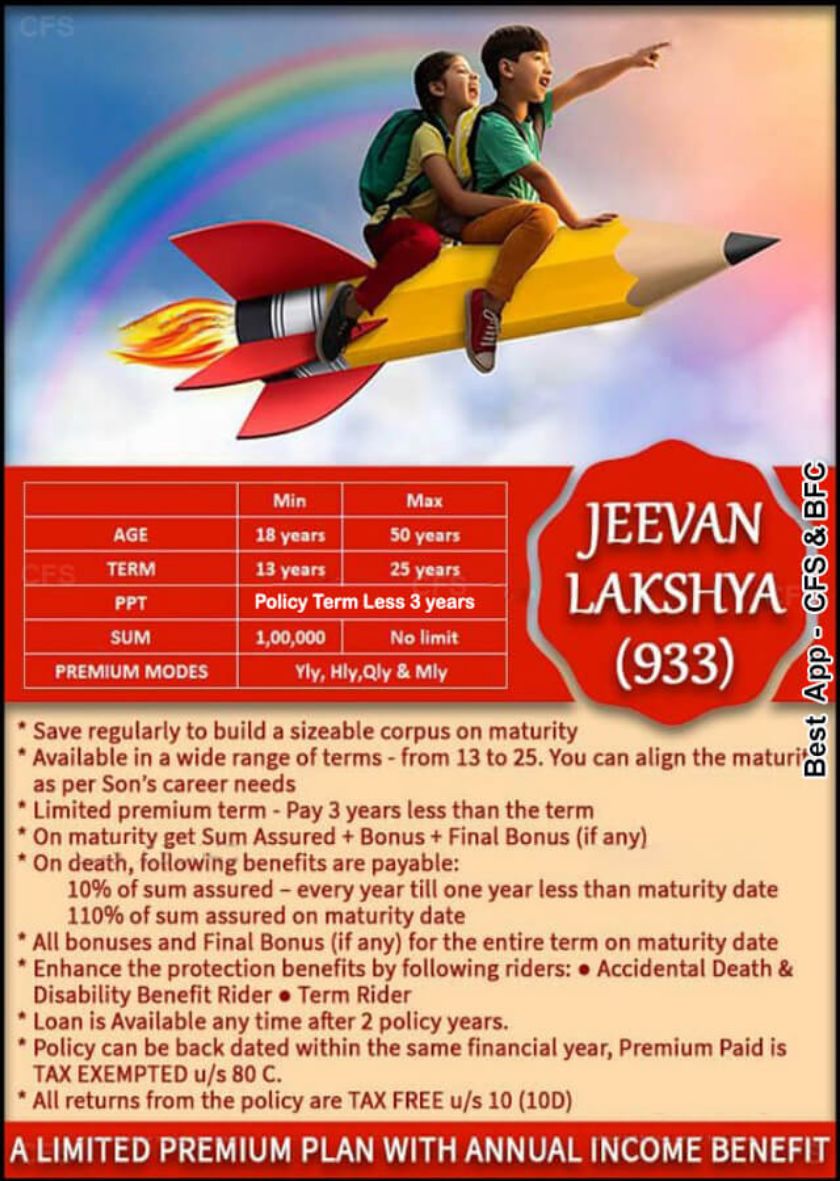 CFS
Min Max
AGE 18 years 50 years
TERM 13 years 25 years
PPT Policy Term Less 3 years
SUM 1,00,000 No limit
PREMIUM MODES Yly, Hly,Qly & Mly
JEEVAN
LAKSHYA
(933)
Best App - CFS & BFC
CFS
* Save regularly to build a sizeable corpus on maturity
* Available in a wide range of terms - from 13 to 25. You can align the maturi
as per Son's career needs
* Limited premium term - Pay 3 years less than the term
* On maturity get Sum Assured + Bonus + Final Bonus (if any)
* On death, following benefits are payable:
10% of sum assured – every year till one year less than maturity date
110% of sum assured on maturity date
* All bonuses and Final Bonus (if any) for the entire term on maturity date
* Enhance the protection benefits by following riders: ● Accidental Death &
Disability Benefit Rider ● Term Rider
* Loan is Available any time after 2 policy years.
* Policy can be back dated within the same financial year, Premium Paid is
TAX EXEMPTED u/s 80 C.
* All returns from the policy are TAX FREE u/s 10 (10D)
A LIMITED PREMIUM PLAN WITH ANNUAL INCOME BENEFIT